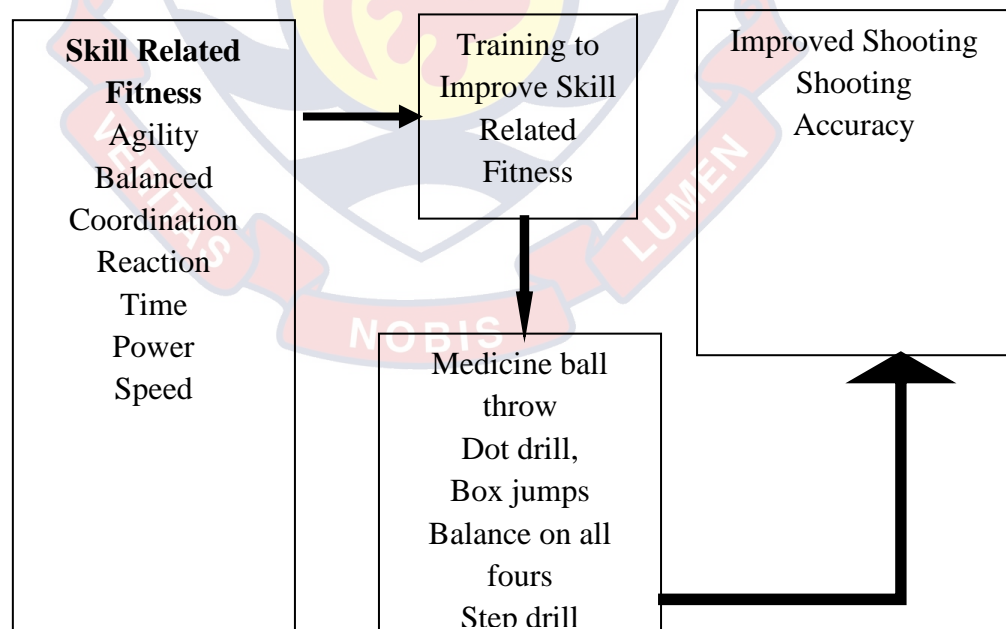 Skill Related
Fitness
Agility
Balanced
Coordination
Reaction
Time
Power
Speed
Training to
Improve Skill
Related
Fitness
Medicine ball
throw
Dot drill,
Box jumps
Balance on all
fours
Step drill
Improved Shooting
Shooting
Accuracy
VERITAS
NOBIS
LUMEN